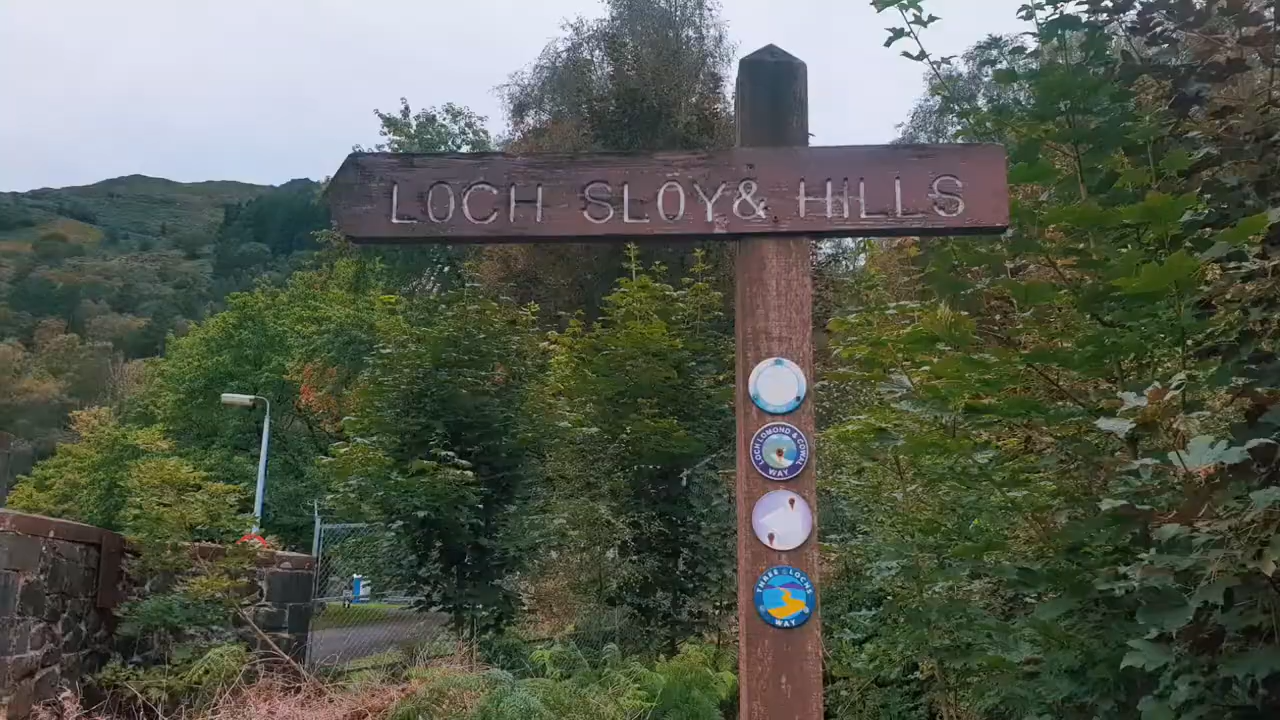 LOCH SLOY & HILLS
LOCH LOMOND & COWAL
WAY
THREE LOCHS
WAY